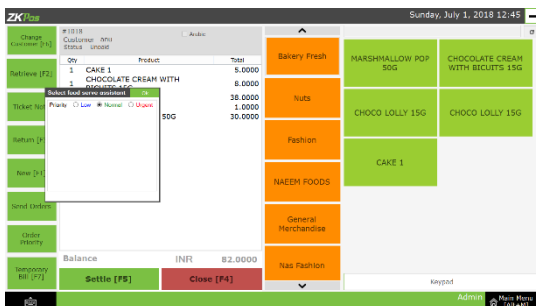 ZKPos
Sunday, July 1, 2018 12:45
Change
Customer [F6]
Retrieve [F2]
Ticket No
Return [F
New [F1]
Send Orders
Order
Priority
Temporary
Bill [F7]
#1018
Customer anu
Status Unpaid
Qty Product Total
1 CAKE 1 5.0000
1 CHOCOLATE CREAM WITH 8.0000
38.0000
1.0000
50G 30.0000
Select food serve assistant
Priority Low Normal Urgent
Balance INR 82.0000
Settle [F5] Close [F4]
Bakery Fresh
Nuts
Fashion
NAEEM FOODS
General
Merchandise
Nas Fashion
MARSHMALLOW POP
50G
CHOCOLATE CREAM
WITH BICUITS 15G
CHOCO LOLLY 15G
CHOCO LOLLY 15G
CAKE 1
Keypad
Admin
Main Menu